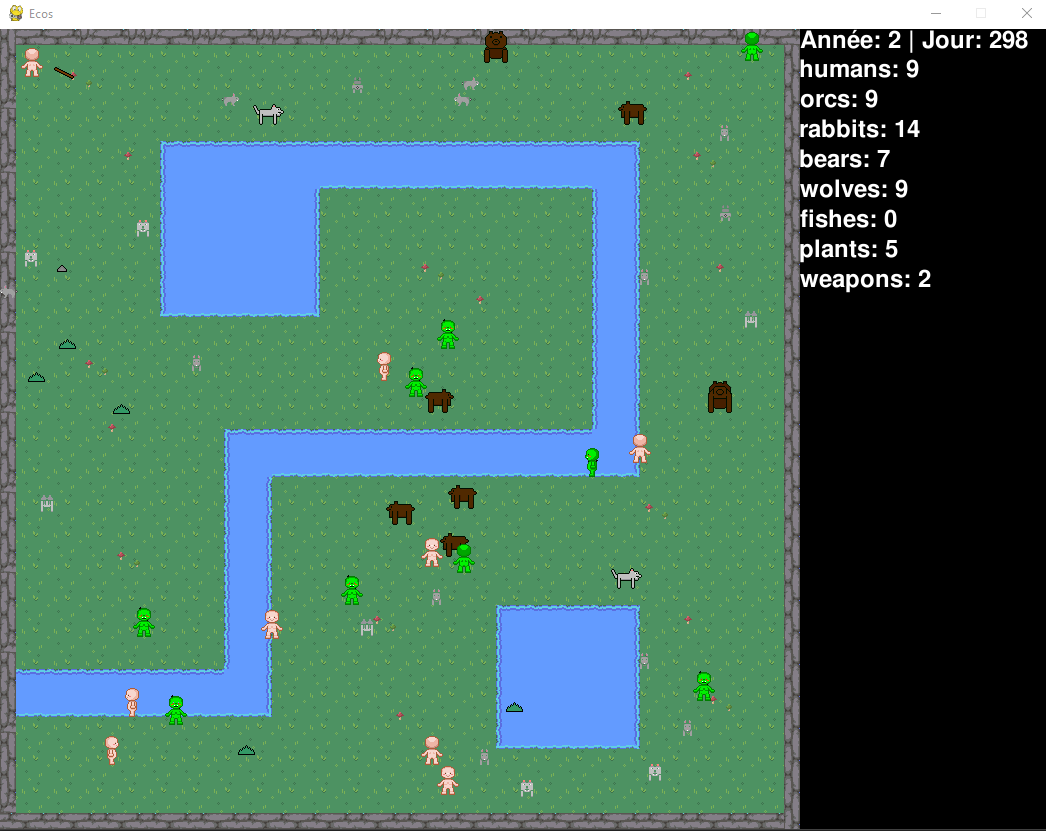 Ecos
Année: 2 | Jour: 298
humans: 9
orcs: 9
rabbits: 14
bears: 7
wolves: 9
fishes: 0
plants: 5
weapons: 2